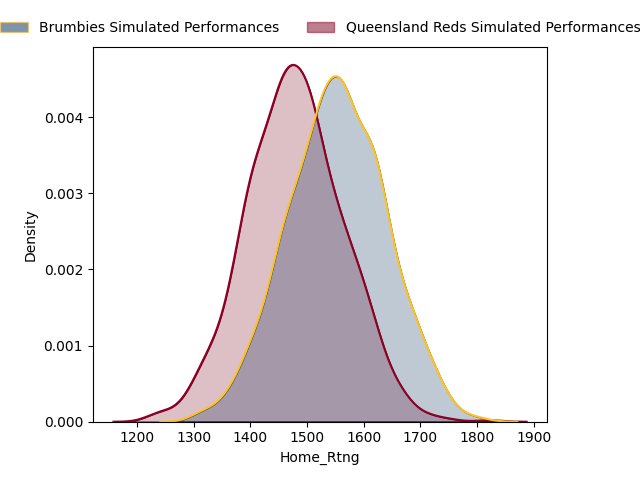 Brumbies Simulated Performances
Queensland Reds Simulated Performances
Density
0.004
0.003
0.002
0.001
0.000
1200 1300 1400 1500 1600 1700 1800 1900
Home_Rtng